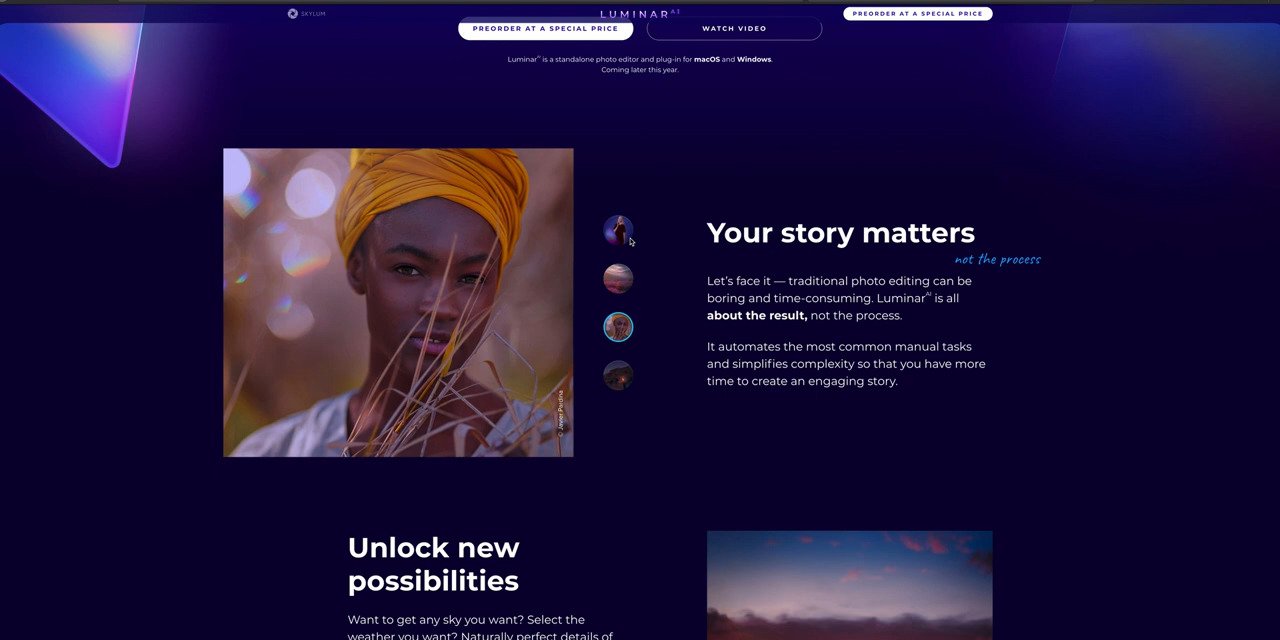 SKYLUM
LUMINAR AI
PREORDER AT A SPECIAL PRICE
PREORDER AT A SPECIAL PRICE
WATCH VIDEO
Luminar AI is a standalone photo editor and plug-in for macOS and Windows.
Coming later this year.
© Javier Pardina
Your story matters
not the process
Let's face it — traditional photo editing can be
boring and time-consuming. Luminar AI is all
about the result, not the process.
It automates the most common manual tasks
and simplifies complexity so that you have more
time to create an engaging story.
Unlock new
possibilities
Want to get any sky you want? Select the
weather you want? Naturally perfect details of